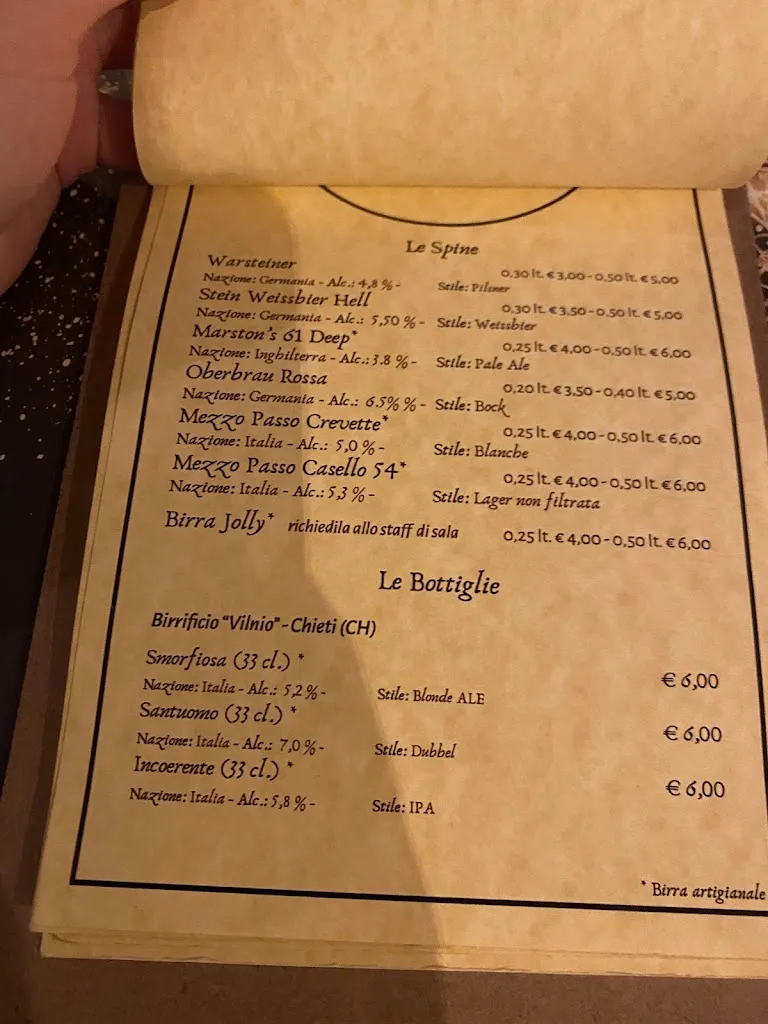 Le Spine
Warsteiner
Nazione: Germania - Alc.: 4,8 % - Stile: Pilsner 0,30 lt. € 3,00 - 0,50 lt. € 5,00
Stein Weissbier Hell
Nazione: Germania - Alc.: 5,50 % - Stile: Weissbier 0,30 lt. € 3,50 - 0,50 lt. € 5,00
Marston's 61 Deep*
Nazione: Inghilterra - Alc.: 3.8 % - Stile: Pale Ale 0,25 lt. € 4,00 - 0,50 lt. € 6,00
Oberbrau Rossa
Nazione: Germania - Alc.: 6.5% % - Stile: Bock 0,20 lt. € 3,50 - 0,40 lt. € 5,00
Mezzo Passo Crevette*
Nazione: Italia - Alc.: 5,0 % - Stile: Blanche 0,25 lt. € 4,00 - 0,50 lt. € 6,00
Mezzo Passo Casello 54*
Nazione: Italia - Alc.: 5,3 % - Stile: Lager non filtrata 0,25 lt. € 4,00 - 0,50 lt. € 6,00
Birra Jolly* richiedila allo staff di sala 0,25 lt. € 4,00 - 0,50 lt. € 6,00
Le Bottiglie
Birrificio "Vilnio" - Chieti (CH)
Smorfiosa (33 cl.) *
Nazione: Italia - Alc.: 5,2 % - Stile: Blonde ALE € 6,00
Santuomo (33 cl.) *
Nazione: Italia - Alc.: 7,0 % - Stile: Dubbel € 6,00
Incoerente (33 cl.) *
Nazione: Italia - Alc.: 5,8 % - Stile: IPA € 6,00
* Birra artigianale